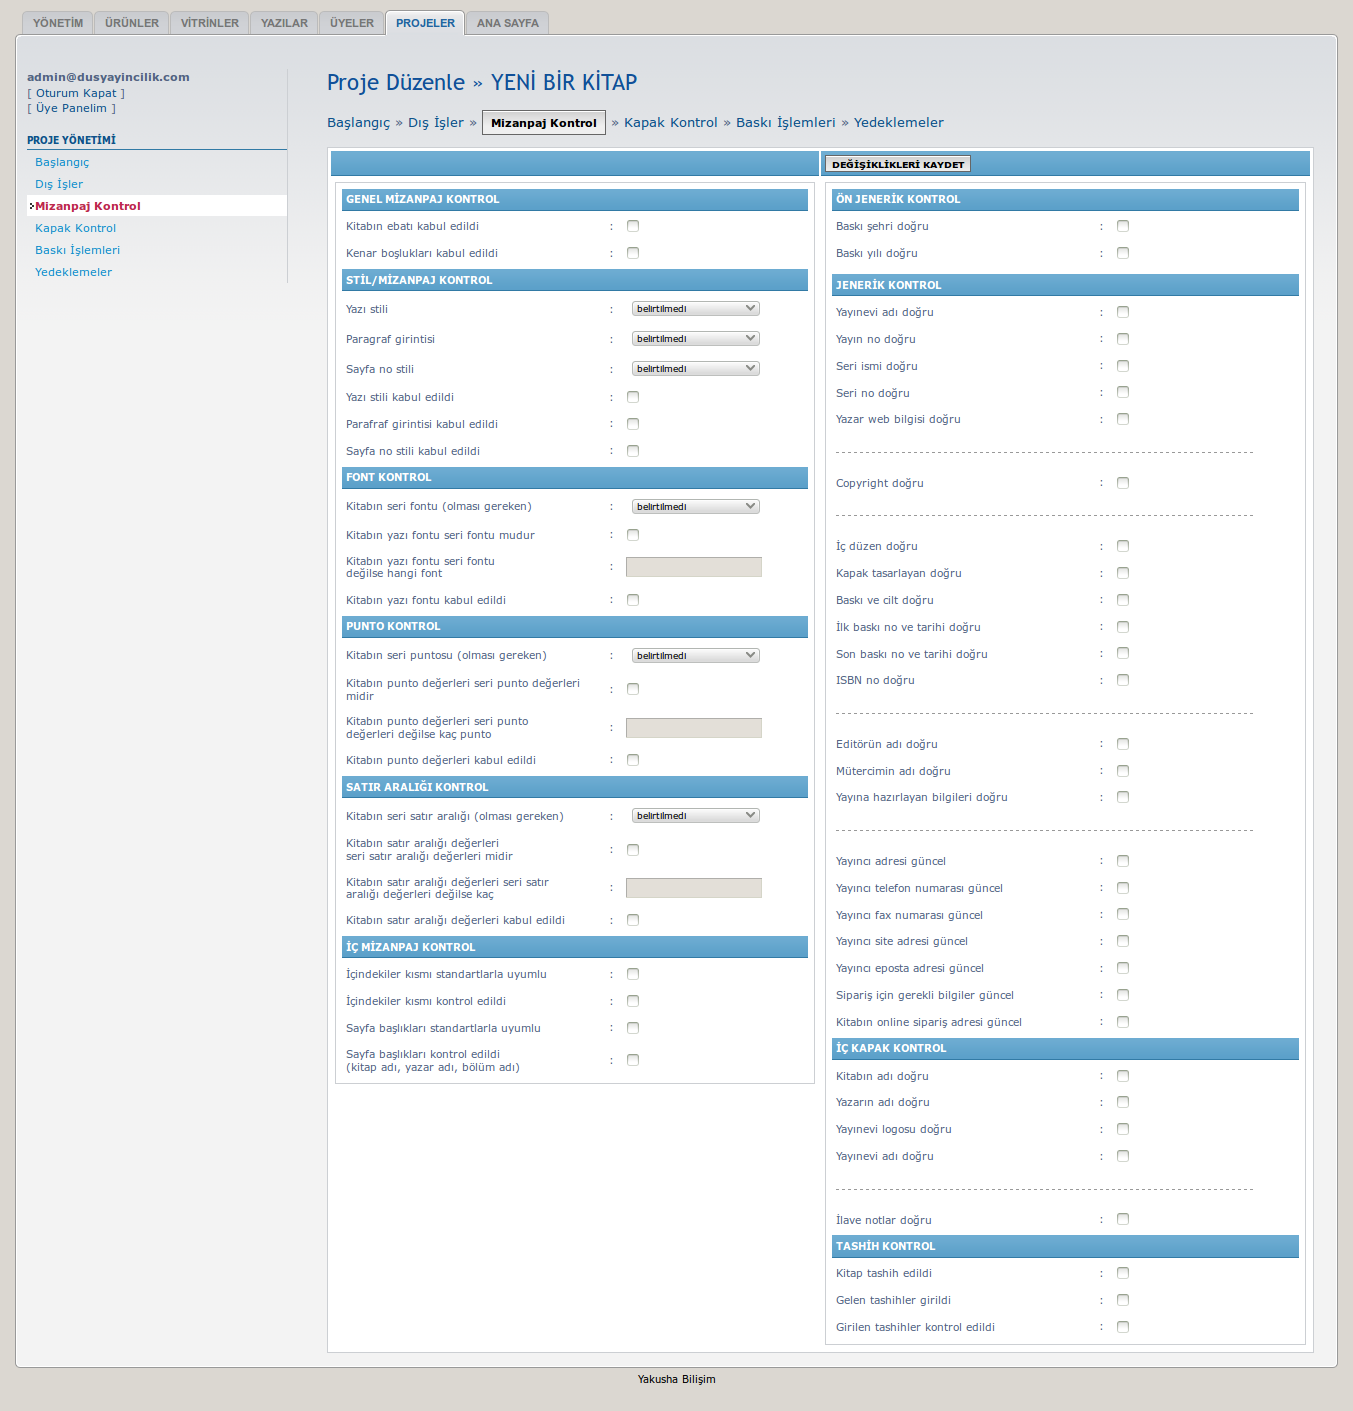 YÖNETİM ÜRÜNLER VİTRİNLER YAZILAR ÜYELER PROJELER ANA SAYFA
admin@dusyayincilik.com
[ Oturum Kapat ]
[ Üye Panelim ]
PROJE YÖNETİMİ
Başlangıç
Dış İşler
Mizanpaj Kontrol
Kapak Kontrol
Baskı İşlemleri
Yedeklemeler
Proje Düzenle » YENİ BİR KİTAP
Başlangıç » Dış İşler » Mizanpaj Kontrol » Kapak Kontrol » Baskı İşlemleri » Yedeklemeler
DEĞİŞİKLİKLERİ KAYDET
GENEL MİZANPAJ KONTROL
Kitabın ebatı kabul edildi :
Kenar boşlukları kabul edildi :
STİL/MİZANPAJ KONTROL
Yazı stili : belirtilmedi
Paragraf girintisi : belirtilmedi
Sayfa no stili : belirtilmedi
Yazı stili kabul edildi :
Parafraf girintisi kabul edildi :
Sayfa no stili kabul edildi :
FONT KONTROL
Kitabın seri fontu (olması gereken) : belirtilmedi
Kitabın yazı fontu seri fontu mudur :
Kitabın yazı fontu seri fontu
değilse hangi font :
Kitabın yazı fontu kabul edildi :
PUNTO KONTROL
Kitabın seri puntosu (olması gereken) : belirtilmedi
Kitabın punto değerleri seri punto değerleri
midir :
Kitabın punto değerleri seri punto
değerleri değilse kaç punto :
Kitabın punto değerleri kabul edildi :
SATIR ARALIĞI KONTROL
Kitabın seri satır aralığı (olması gereken) : belirtilmedi
Kitabın satır aralığı değerleri
seri satır aralığı değerleri midir :
Kitabın satır aralığı değerleri seri satır
aralığı değerleri değilse kaç :
Kitabın satır aralığı değerleri kabul edildi :
İÇ MİZANPAJ KONTROL
İçindekiler kısmı standartlarla uyumlu :
İçindekiler kısmı kontrol edildi :
Sayfa başlıkları standartlarla uyumlu :
Sayfa başlıkları kontrol edildi
(kitap adı, yazar adı, bölüm adı) :
ÖN JENERİK KONTROL
Baskı şehri doğru :
Baskı yılı doğru :
JENERİK KONTROL
Yayınevi adı doğru :
Yayın no doğru :
Seri ismi doğru :
Seri no doğru :
Yazar web bilgisi doğru :
Copyright doğru :
İç düzen doğru :
Kapak tasarlayan doğru :
Baskı ve cilt doğru :
İlk baskı no ve tarihi doğru :
Son baskı no ve tarihi doğru :
ISBN no doğru :
Editörün adı doğru :
Mütercimin adı doğru :
Yayına hazırlayan bilgileri doğru :
Yayıncı adresi güncel :
Yayıncı telefon numarası güncel :
Yayıncı fax numarası güncel :
Yayıncı site adresi güncel :
Yayıncı eposta adresi güncel :
Sipariş için gerekli bilgiler güncel :
Kitabın online sipariş adresi güncel :
İÇ KAPAK KONTROL
Kitabın adı doğru :
Yazarın adı doğru :
Yayınevi logosu doğru :
Yayınevi adı doğru :
İlave notlar doğru :
TASHİH KONTROL
Kitap tashih edildi :
Gelen tashihler girildi :
Girilen tashihler kontrol edildi :
Yakusha Bilişim